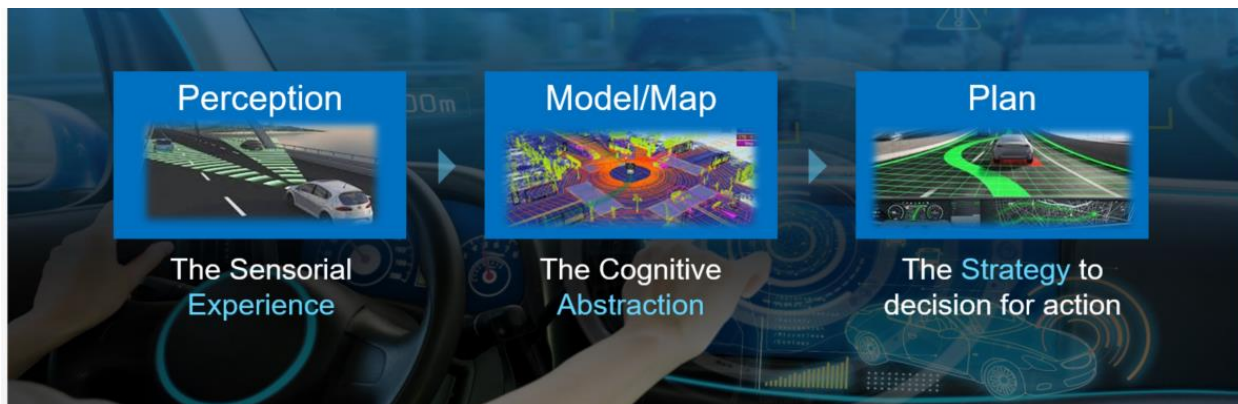 Perception
Model/Map
Plan
The Sensorial
Experience
The Cognitive
Abstraction
The Strategy to
decision for action